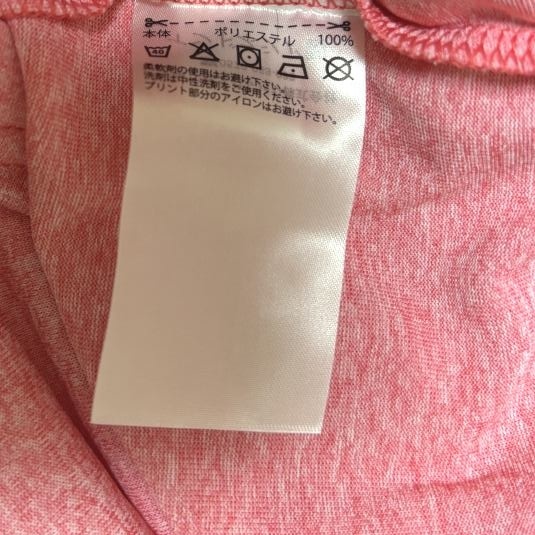 本体 ポリエステル 100%
40
柔軟剤の使用はお避け下さい。
洗剤は中性洗剤をご使用ください。
プリント部分のアイロンはお避け下さい。